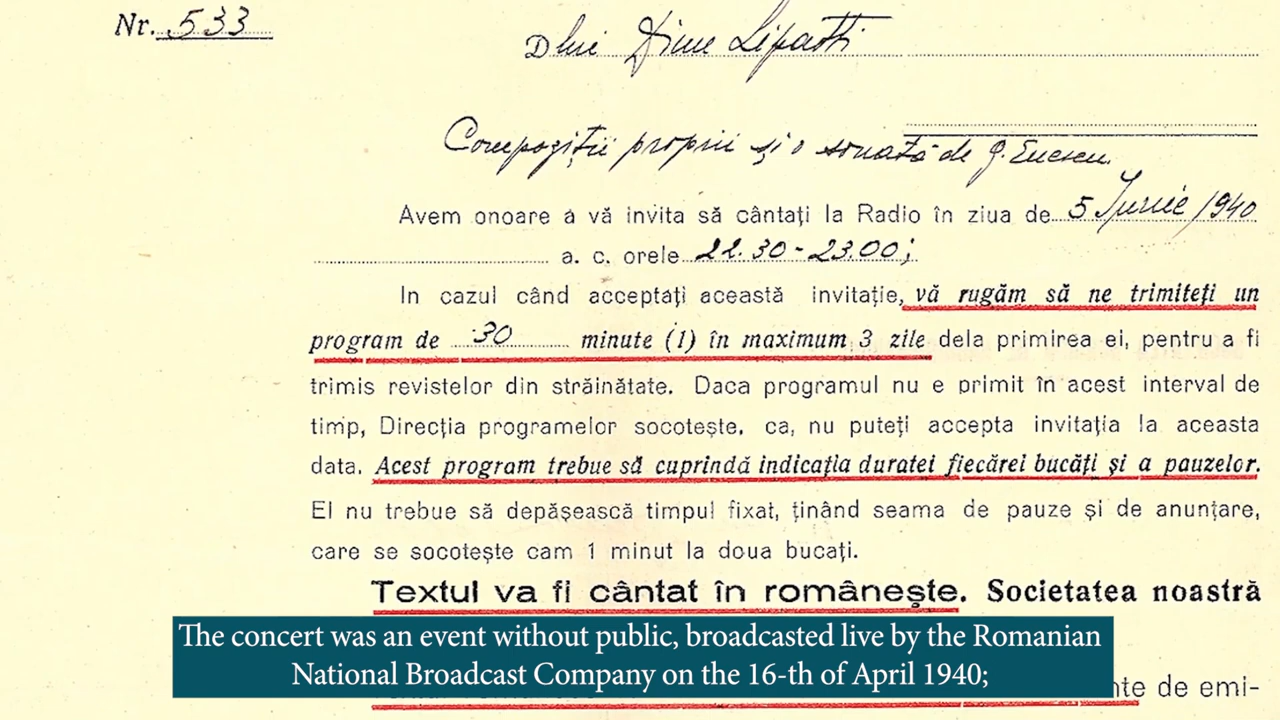 Nr. 533
Dlui Dinu Lipatti
Compoziții proprii și o sonată de G. Enescu.
Avem onoare a vă invita să cântați la Radio în ziua de 5 Iunie 1940
a. c. orele 22.30-23.00;
In cazul când acceptați această invitație, vă rugăm să ne trimiteți un
program de 30 minute (1) în maximum 3 zile dela primirea ei, pentru a fi
trimis revistelor din străinătate. Daca programul nu e primit în acest interval de
timp, Direcția programelor socotește, ca, nu puteți accepta invitația la aceasta
data. Acest program trebue să cuprindă indicația duratei fiecărei bucăți și a pauzelor.
El nu trebue să depășească timpul fixat, ținând seama de pauze și de anunțare,
care se socotește cam 1 minut la doua bucați.
Textul va fi cântat în românește. Societatea noastră
The concert was an event without public, broadcasted live by the Romanian
National Broadcast Company on the 16-th of April 1940;
de emi-